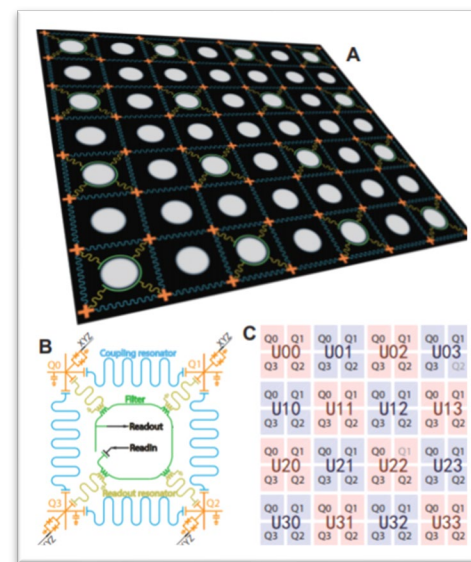 A
B
XYZ
XYZ
Q0
Coupling resonator
Q1
Filter
Readout
Readin
Q3
Readout resonator
Q2
XYZ
XYZ
C
Q0 Q1 Q0 Q1 Q0 Q1 Q0 Q1
U00 U01 U02 U03
Q3 Q2 Q3 Q2 Q3 Q2 Q3 Q2
Q0 Q1 Q0 Q1 Q0 Q1 Q0 Q1
U10 U11 U12 U13
Q3 Q2 Q3 Q2 Q3 Q2 Q3 Q2
Q0 Q1 Q0 Q1 Q0 Q1 Q0 Q1
U20 U21 U22 U23
Q3 Q2 Q3 Q2 Q3 Q2 Q3 Q2
Q0 Q1 Q0 Q1 Q0 Q1 Q0 Q1
U30 U31 U32 U33
Q3 Q2 Q3 Q2 Q3 Q2 Q3 Q2